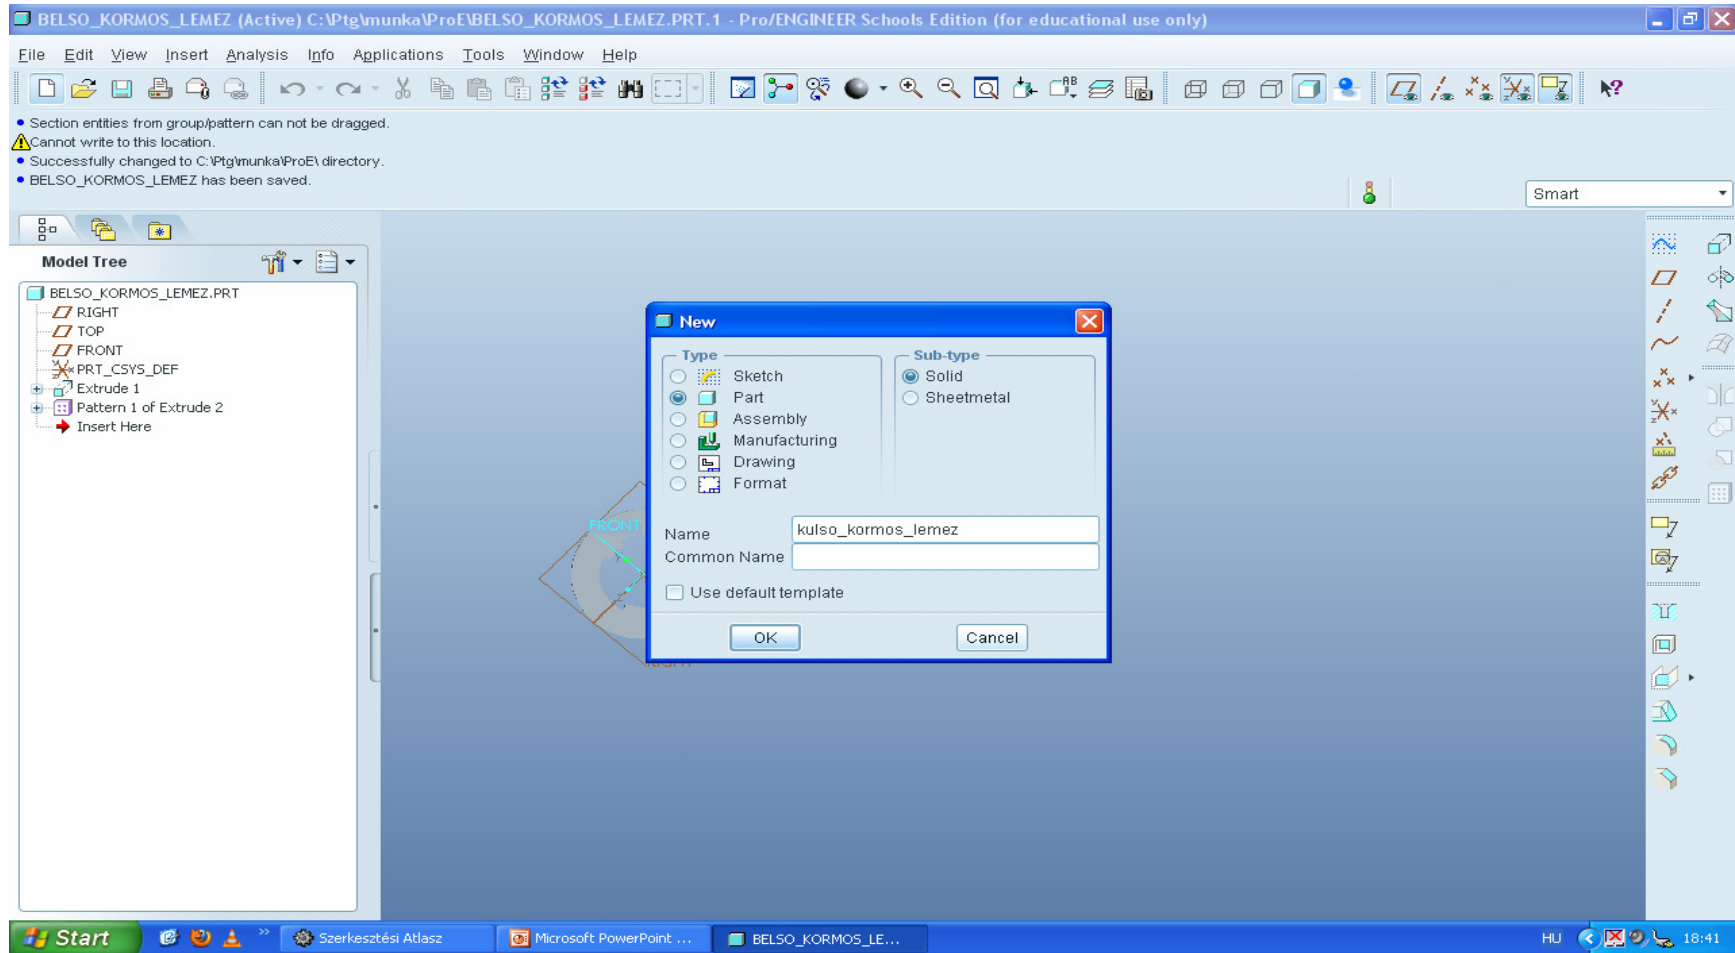 BELSO_KORMOS_LEMEZ (Active) C:\Ptg\munka\ProE\BELSO_KORMOS_LEMEZ.PRT.1 - Pro/ENGINEER Schools Edition (for educational use only)
File Edit View Insert Analysis Info Applications Tools Window Help
Section entities from group/pattern can not be dragged.
Cannot write to this location.
Successfully changed to C:\Ptg\munka\ProE\ directory.
BELSO_KORMOS_LEMEZ has been saved.
Smart
Model Tree
BELSO_KORMOS_LEMEZ.PRT
RIGHT
TOP
FRONT
PRT_CSYS_DEF
Extrude 1
Pattern 1 of Extrude 2
Insert Here
FRONT
New
Type
Sub-type
Sketch
Solid
Part
Sheetmetal
Assembly
Manufacturing
Drawing
Format
Name kulso_kormos_lemez
Common Name
Use default template
OK Cancel
Start
Szerkesztési Atlasz
Microsoft PowerPoint ...
BELSO_KORMOS_LE...
HU
18:41